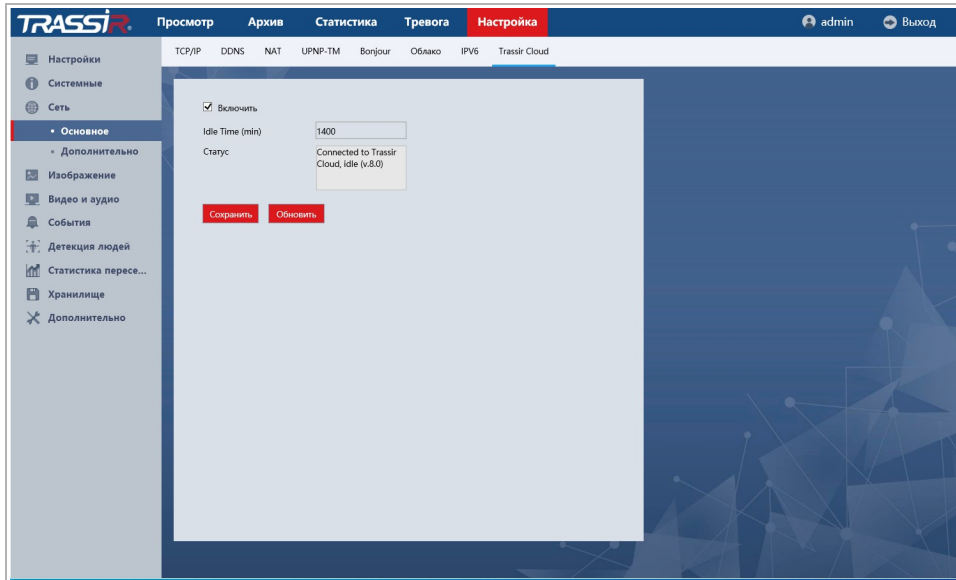 TRASSIR
Просмотр Архив Статистика Тревога Настройка admin Выход
TCP/IP DDNS NAT UPNP-TM Bonjour Облако IPV6 Trassir Cloud
Настройки
Системные
Сеть
Основное
Дополнительно
Изображение
Видео и аудио
События
Детекция людей
Статистика пересе...
Хранилище
Дополнительно
Включить
Idle Time (min) 1400
Статус Connected to Trassir
Cloud, idle (v.8.0)
Сохранить Обновить